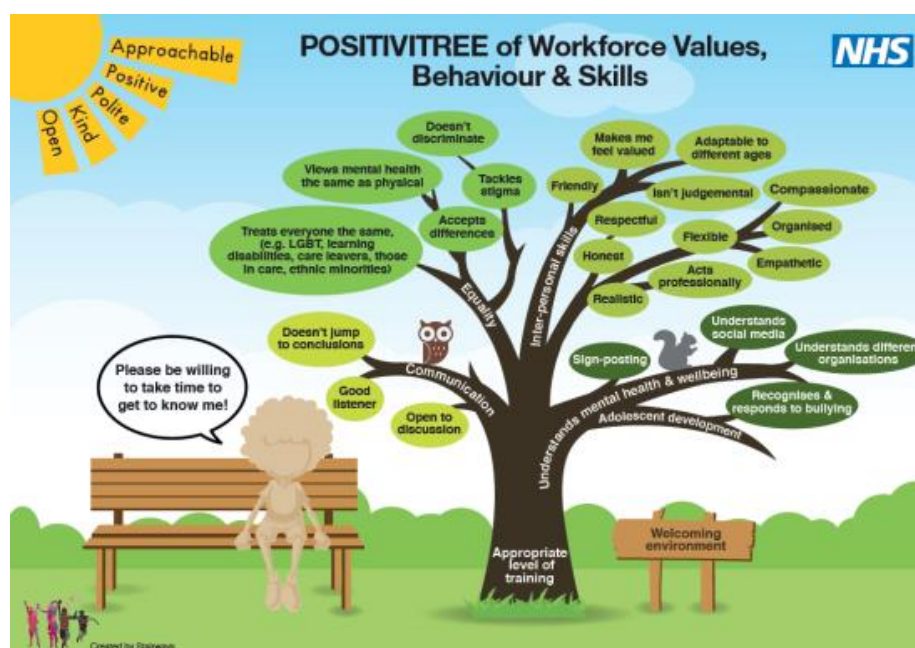 POSITIVITREE of Workforce Values,
Behaviour & Skills
NHS
Approachable
Positive
Polite
Kind
Open
Doesn't
discriminate
Views mental health
the same as physical
Tackles
stigma
Accepts
differences
Treats everyone the same,
(e.g. LGBT, learning
disabilities, care leavers, those
in care, ethnic minorities)
Equality
Makes me
feel valued
Adaptable to
different ages
Friendly
Isn't judgemental
Compassionate
Respectful
Flexible
Organised
Honest
Empathetic
Acts
professionally
Realistic
Inter-personal skills
Doesn't jump
to conclusions
Communication
Good
listener
Open to
discussion
Understands
social media
Sign-posting
Understands differen
organisations
Understands mental health & wellbeing
Recognises &
responds to bullying
Adolescent development
Please be willing
to take time to
get to know me!
Appropriate
level of
training
Welcoming
environment
Created by Stairways